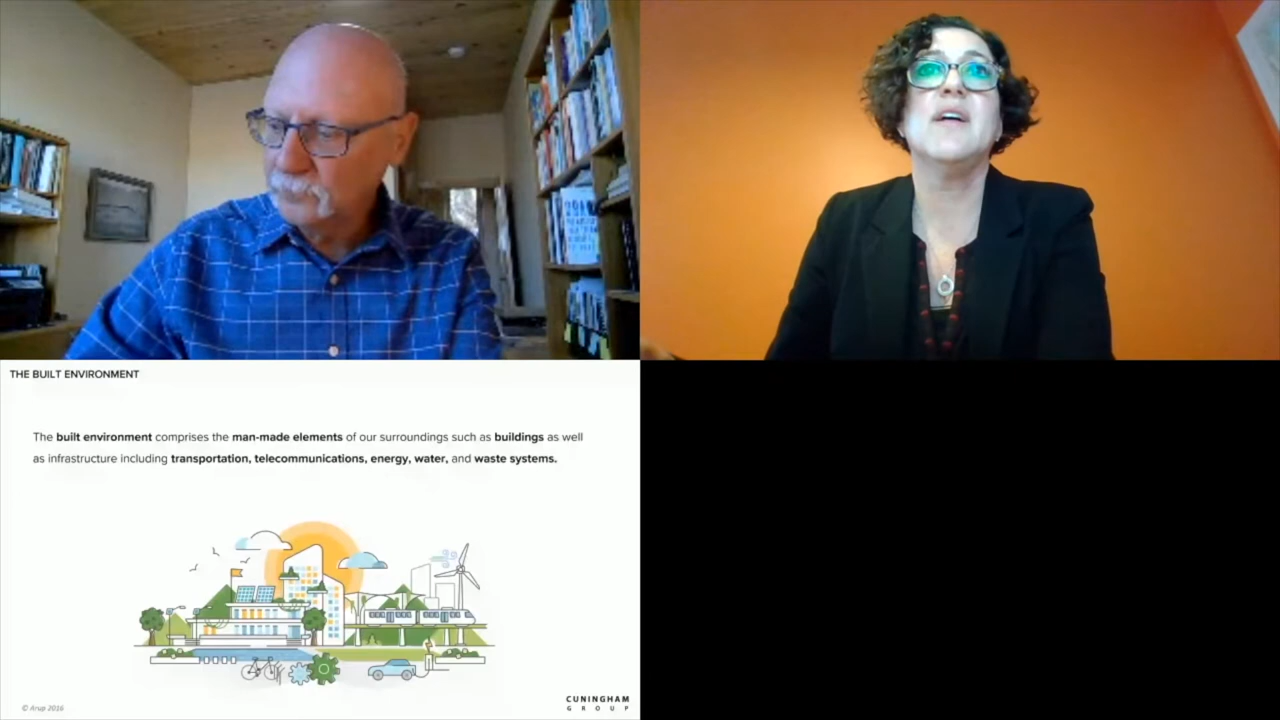 THE BUILT ENVIRONMENT
The built environment comprises the man-made elements of our surroundings such as buildings as well
as infrastructure including transportation, telecommunications, energy, water, and waste systems.
© Arup 2016
CUNINGHAM
GROUP